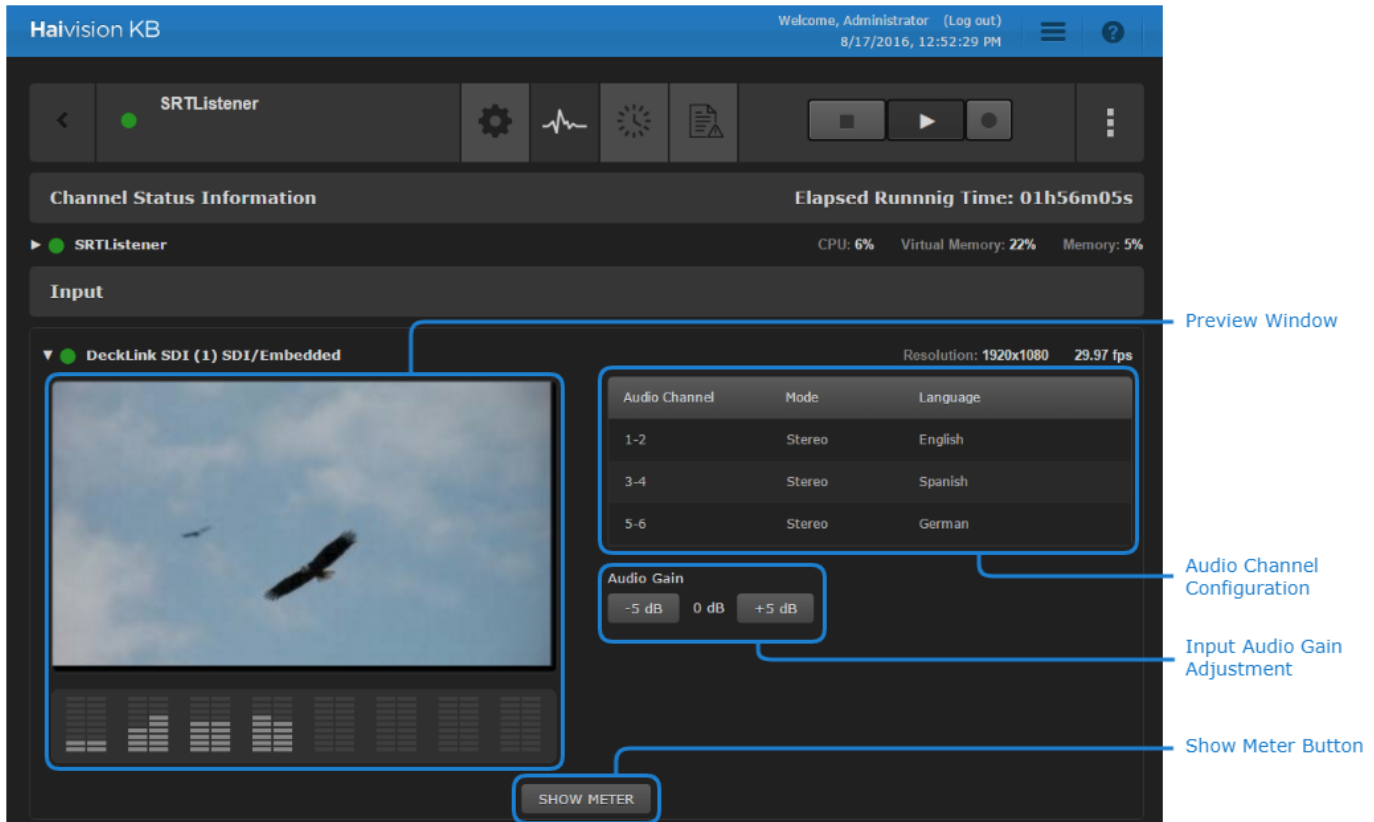 Haivision KB
Welcome, Administrator (Log out)
8/17/2016, 12:52:29 PM
SRTListener
Channel Status Information
Elapsed Runnnig Time: 01h56m05s
SRTListener
CPU: 6% Virtual Memory: 22% Memory: 5%
Input
Preview Window
DeckLink SDI (1) SDI/Embedded
Resolution: 1920x1080 29.97 fps
Audio Channel Mode Language
1-2 Stereo English
3-4 Stereo Spanish
5-6 Stereo German
Audio Channel
Configuration
Audio Gain
-5 dB 0 dB +5 dB
Input Audio Gain
Adjustment
Show Meter Button
SHOW METER